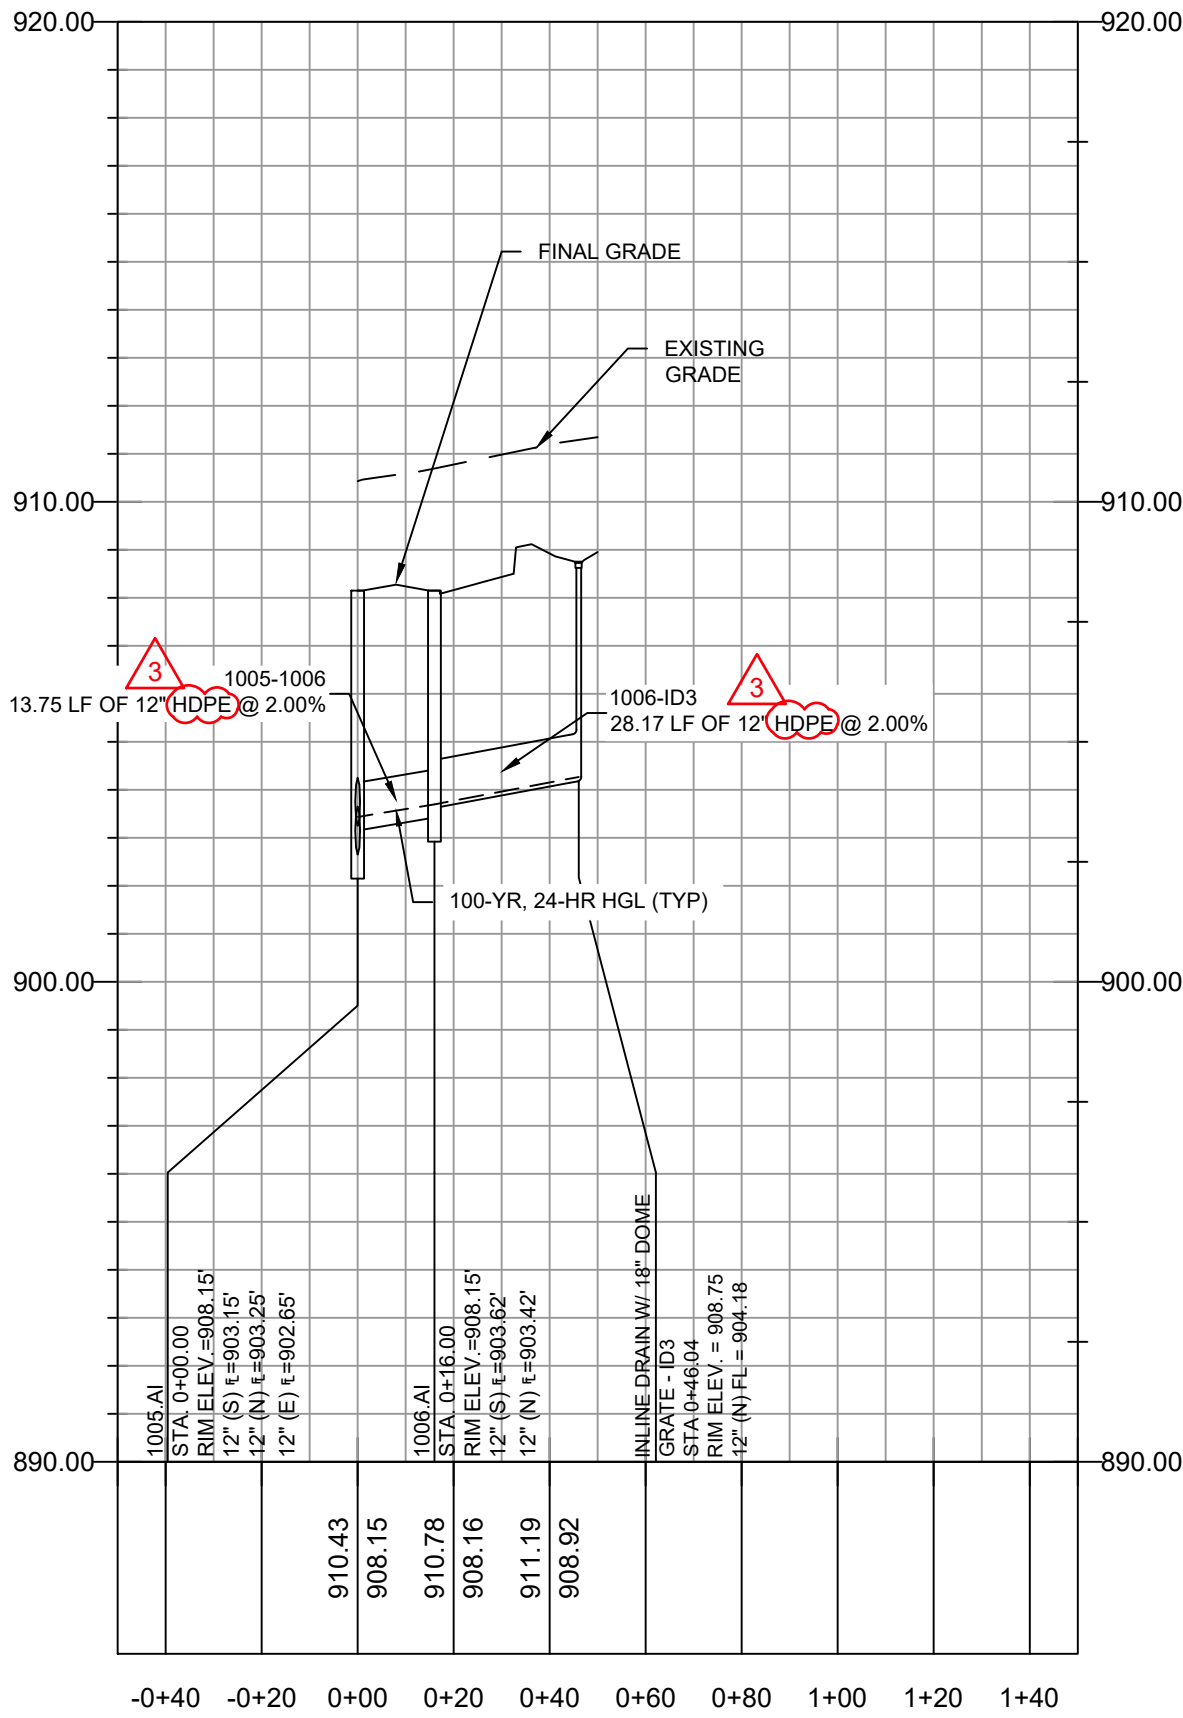 920.00
920.00
FINAL GRADE
EXISTING
GRADE
910.00
910.00
3
1005-1006
13.75 LF OF 12" HDPE @ 2.00%
3
1006-ID3
28.17 LF OF 12" HDPE @ 2.00%
100-YR, 24-HR HGL (TYP)
900.00
900.00
1005.AI
STA. 0+00.00
RIM ELEV.=908.15'
12" (S) FL=903.15'
12" (N) FL=903.25'
12" (E) FL=902.65'
1006.AI
STA. 0+16.00
RIM ELEV.=908.15'
12" (S) FL=903.62'
12" (N) FL=903.42'
INLINE DRAIN W/ 18" DOME
GRATE - ID3
STA 0+46.04
RIM ELEV. = 908.75
12" (N) FL = 904.18
890.00
890.00
910.43
908.15
910.78
908.16
911.19
908.92
-0+40
-0+20
0+00
0+20
0+40
0+60
0+80
1+00
1+20
1+40